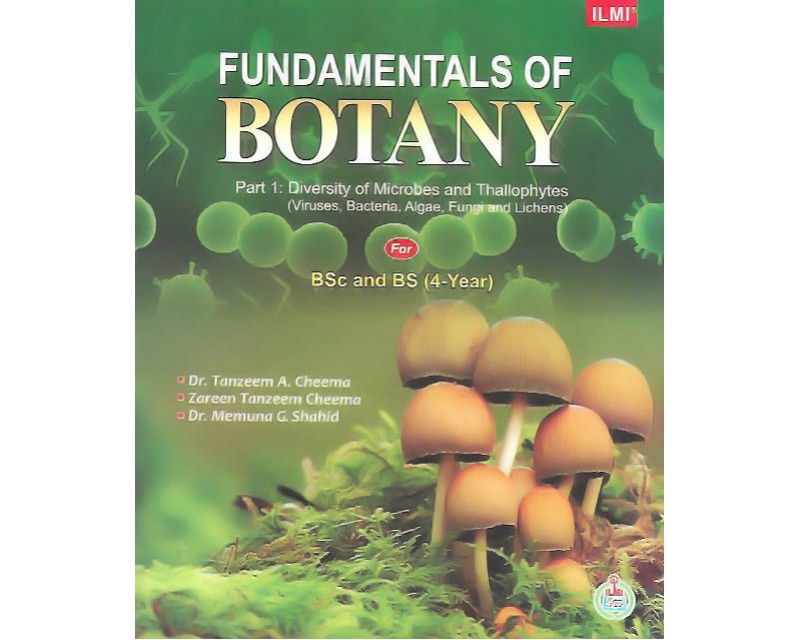 ILMI
FUNDAMENTALS OF
BOTANY
Part 1: Diversity of Microbes and Thallophytes
(Viruses, Bacteria, Algae, Fungi and Lichens)
For
BSc and BS (4-Year)
Dr. Tanzeem A. Cheema
Zareen Tanzeem Cheema
Dr. Memuna G. Shahid